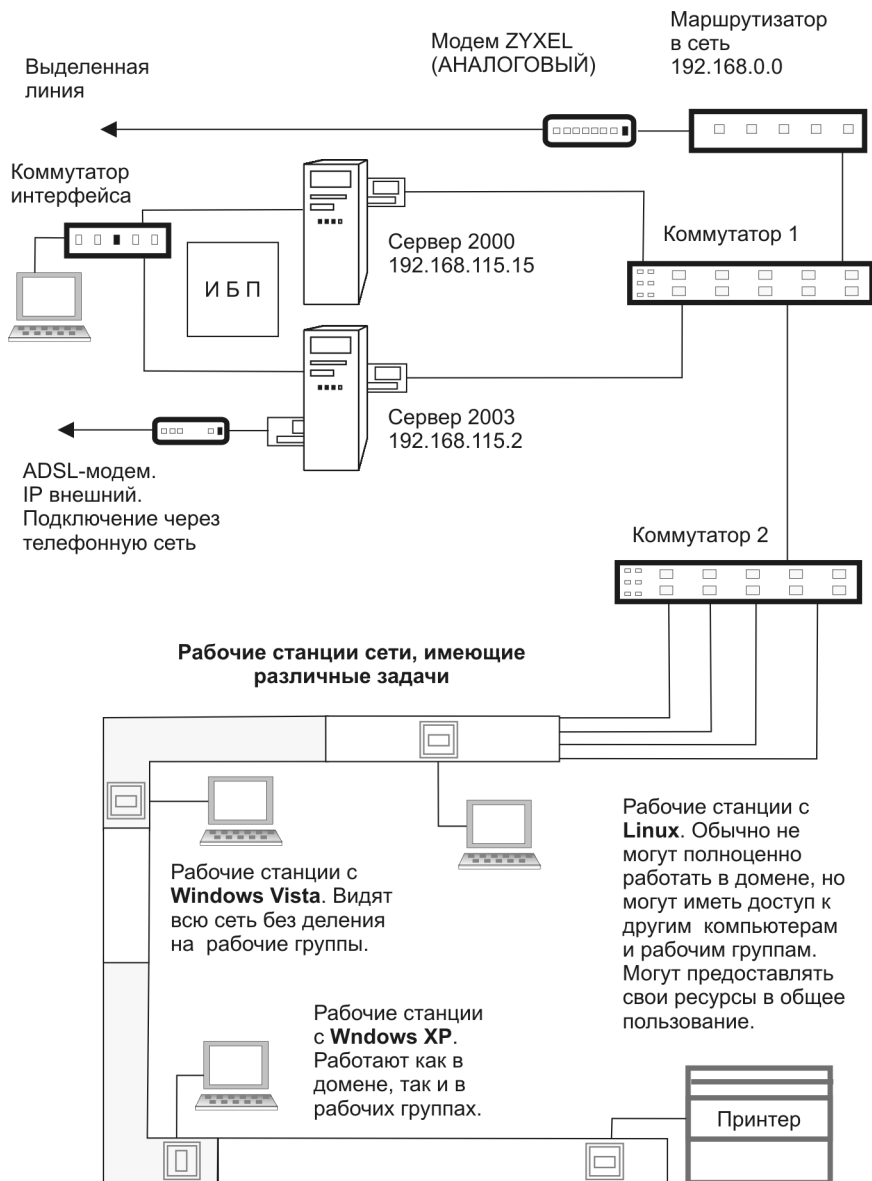 Маршрутизатор
в сеть
192.168.0.0
Модем ZYXEL
(АНАЛОГОВЫЙ)
Выделенная
линия
Коммутатор
интерфейса
Сервер 2000
192.168.115.15
Коммутатор 1
И Б П
Сервер 2003
192.168.115.2
ADSL-модем.
IP внешний.
Подключение через
телефонную сеть
Коммутатор 2
Рабочие станции сети, имеющие
различные задачи
Рабочие станции с
Windows Vista. Видят
всю сеть без деления
на рабочие группы.
Рабочие станции с
Linux. Обычно не
могут полноценно
работать в домене, но
могут иметь доступ к
другим компьютерам
и рабочим группам.
Могут предоставлять
свои ресурсы в общее
пользование.
Рабочие станции
с Wndows XP.
Работают как в
домене, так и в
рабочих группах.
Принтер